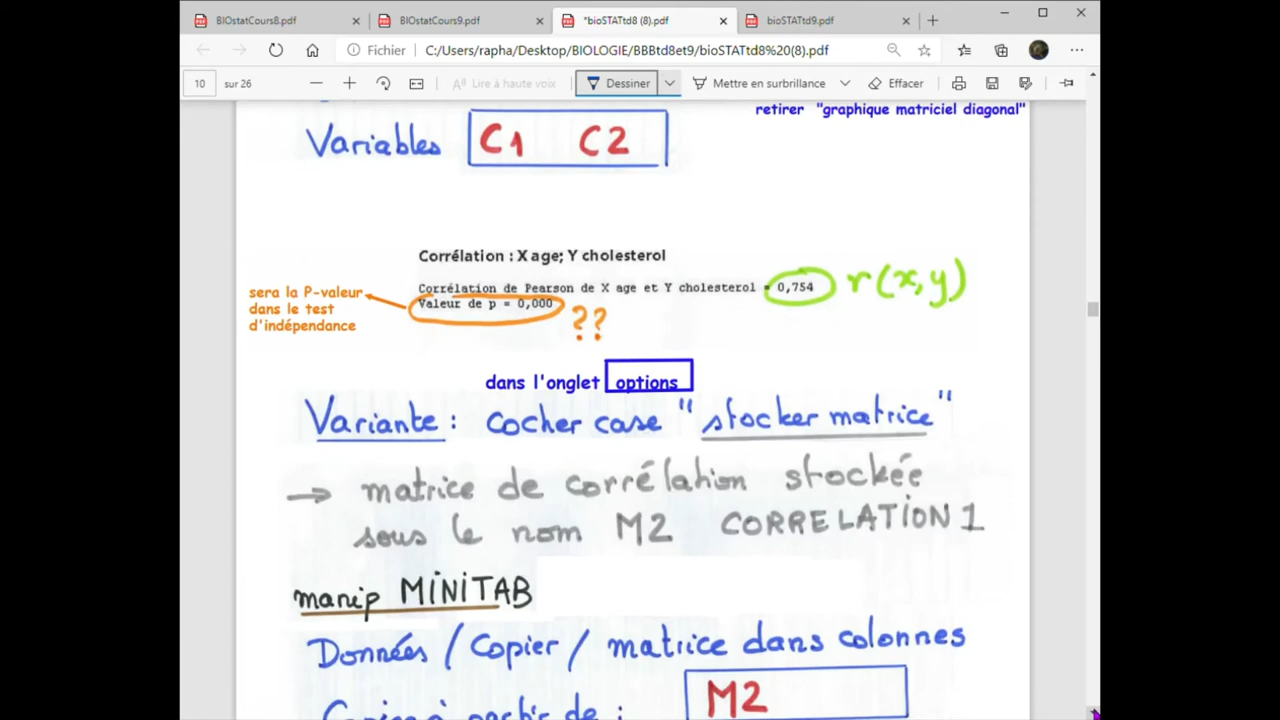 BIOstatCours8.pdf
BIOstatCours9.pdf
*bioSTATtd8 (8).pdf
bioSTATtd9.pdf
Fichier
C:/Users/rapha/Desktop/BIOLOGIE/BBBtd8et9/bioSTATtd8%20(8).pdf
10 sur 26
Lire à haute voix
Dessiner
Mettre en surbrillance
Effacer
retirer "graphique matriciel diagonal"
Variables C1 C2
Corrélation : X age; Y cholesterol
Corrélation de Pearson de X age et Y cholesterol = 0,754 r(x,y)
Valeur de p = 0,000 ??
sera la P-valeur
dans le test
d'indépendance
dans l'onglet options
Variante : cocher case "stocker matrice"
→ matrice de corrélation stockée
sous le nom M2 CORRELATION1
manip MINITAB
Données / Copier / matrice dans colonnes
Copier à partir de : M2